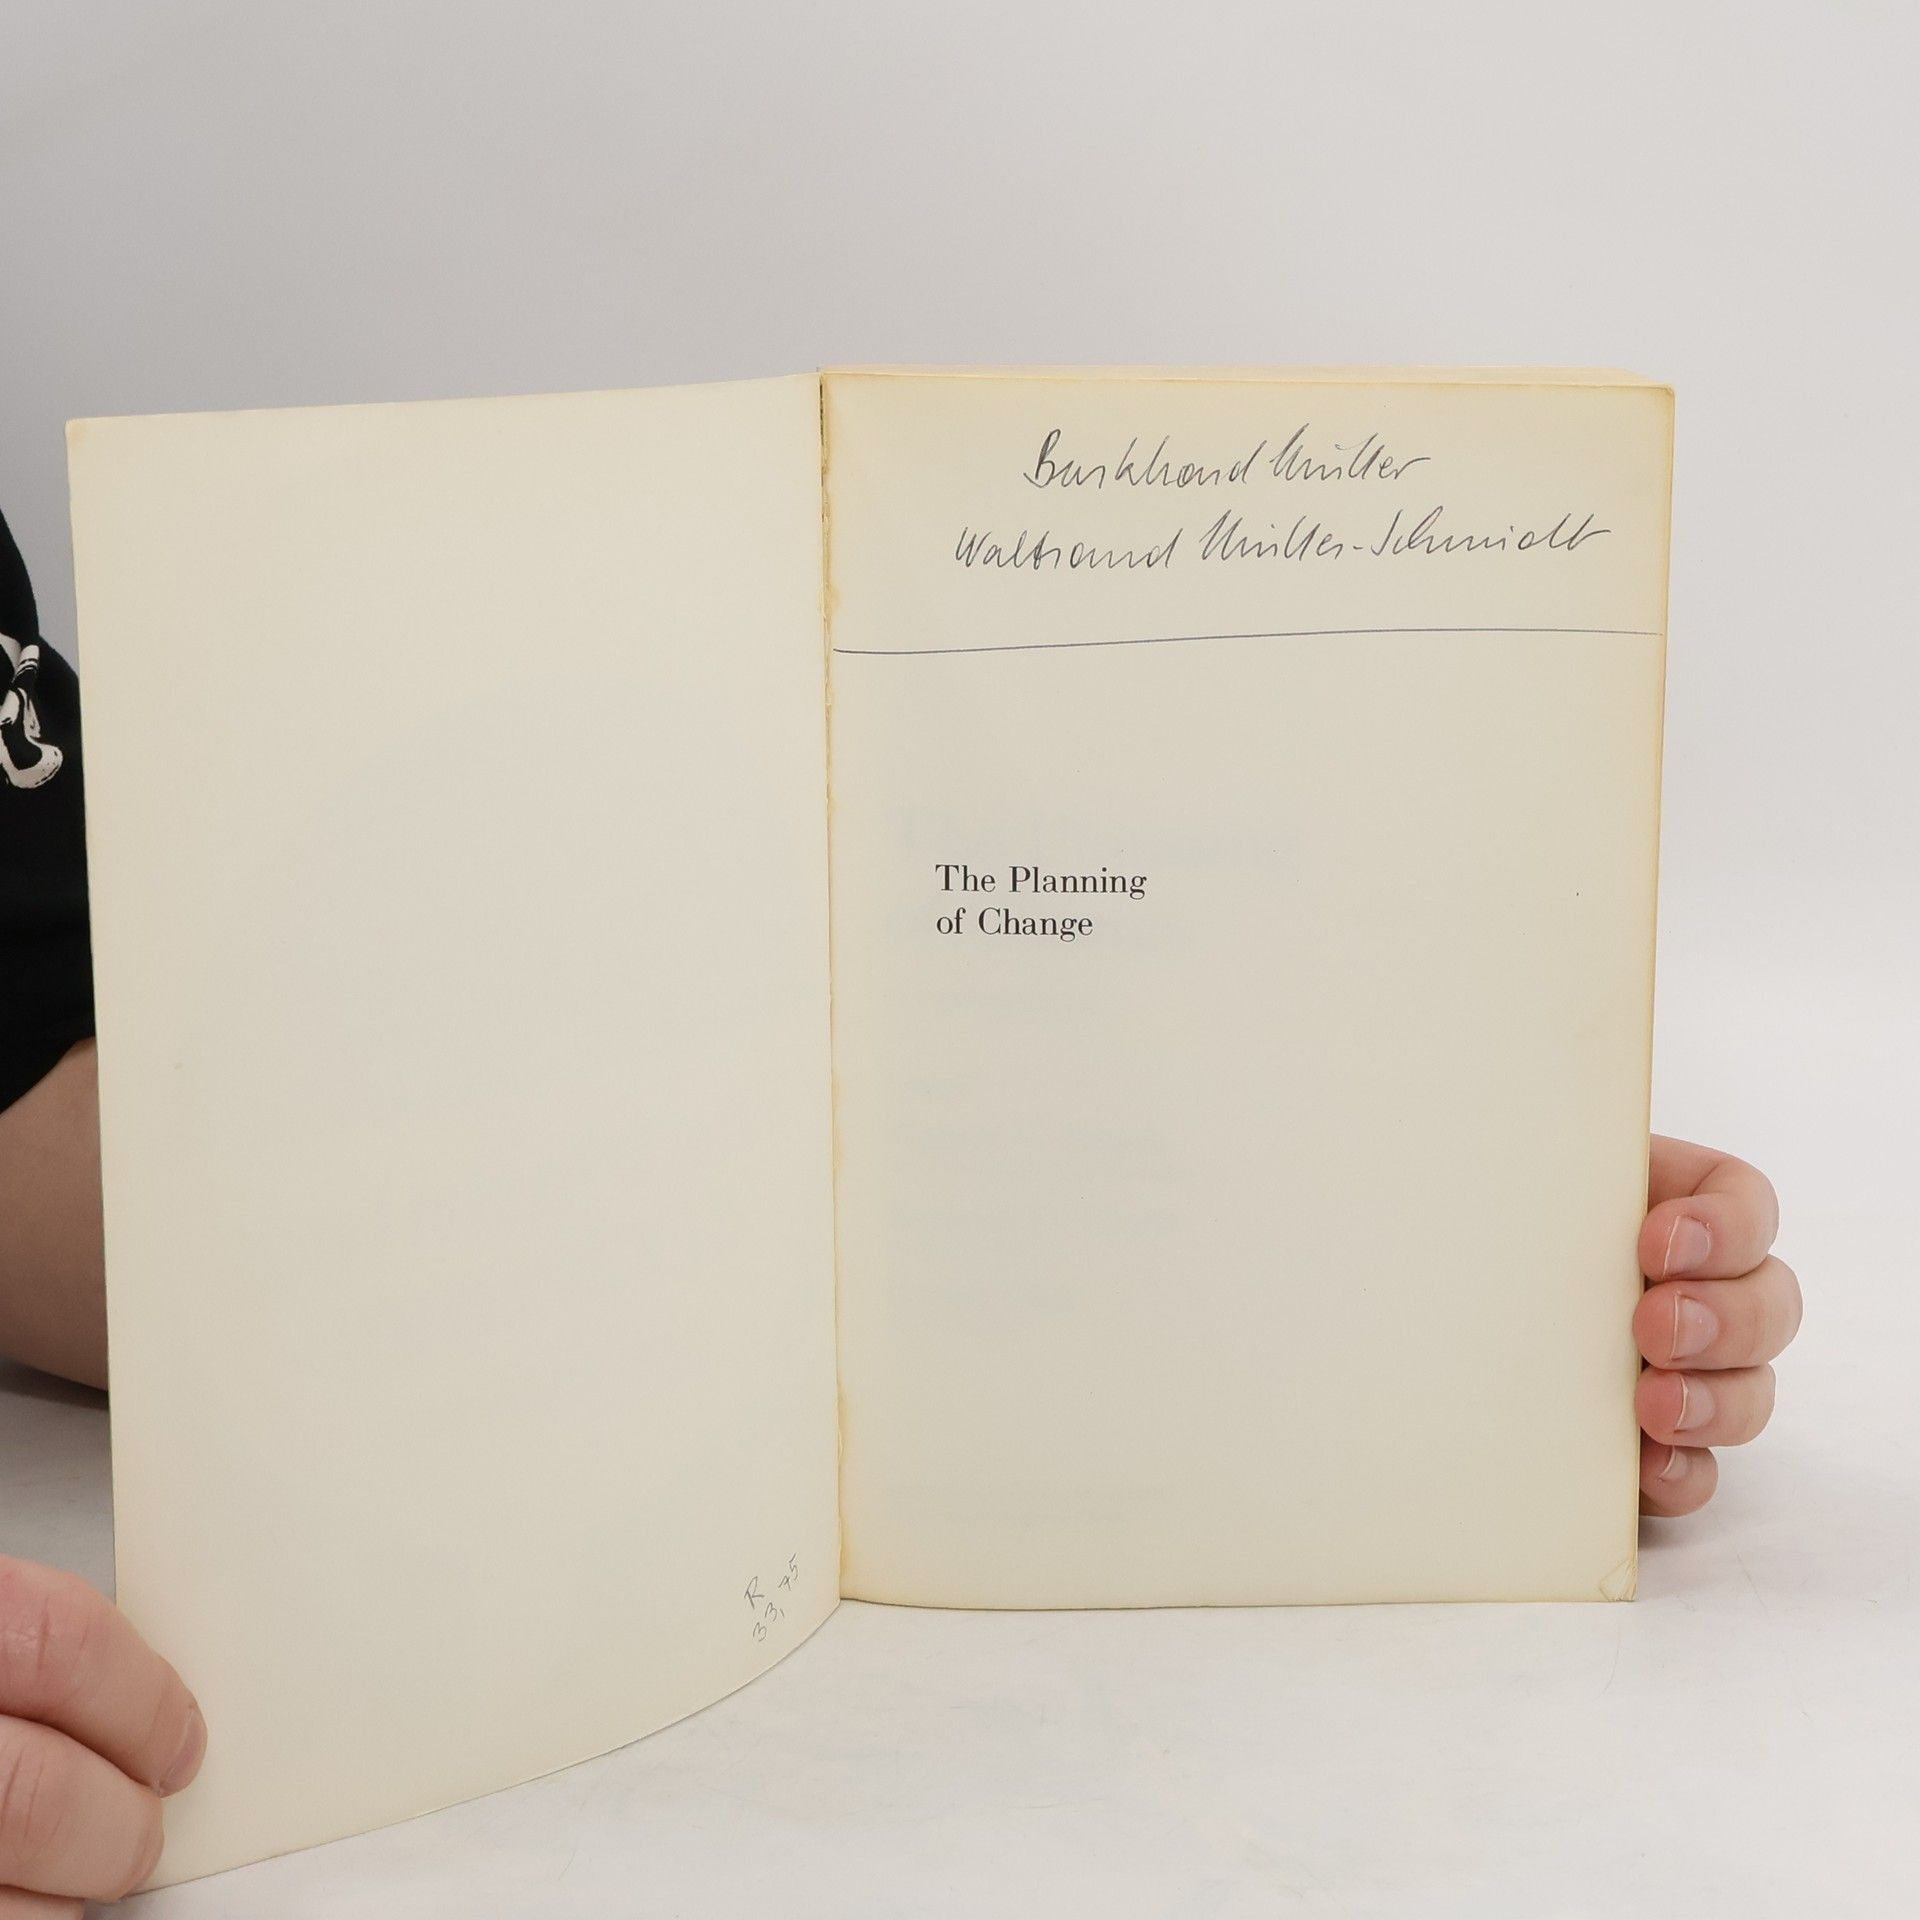 Burkhard Müller
Waltraud Müller-Schmidt
The Planning
of Change
R
33,75